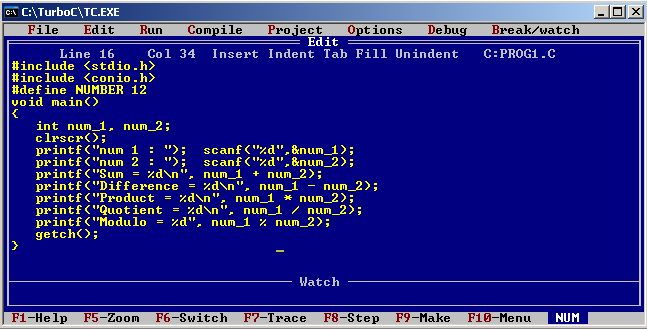 C:\TurboC\TC.EXE
File Edit Run Compile Project Options Debug Break/watch
Edit
Line 16 Col 34 Insert Indent Tab Fill Unindent C:PROG1.C
#include <stdio.h>
#include <conio.h>
#define NUMBER 12
void main()
{
   int num_1, num_2;
   clrscr();
   printf("num 1 : ");  scanf("%d",&num_1);
   printf("num 2 : ");  scanf("%d",&num_2);
   printf("Sum = %d\n", num_1 + num_2);
   printf("Difference = %d\n", num_1 - num_2);
   printf("Product = %d\n", num_1 * num_2);
   printf("Quotient = %d\n", num_1 / num_2);
   printf("Modulo = %d", num_1 % num_2);
   getch();
}
Watch
F1-Help F5-Zoom F6-Switch F7-Trace F8-Step F9-Make F10-Menu NUM